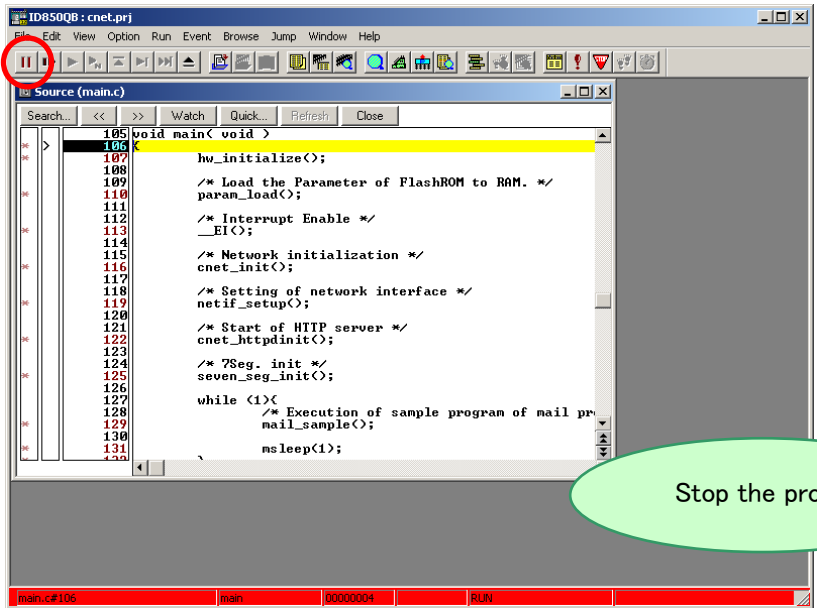 ID850QB : cnet.prj
File Edit View Option Run Event Browse Jump Window Help
Source (main.c)
Search... << >> Watch Quick... Refresh Close
105 void main( void )
* > 106 {
* 107 hw_initialize();
108
109 /* Load the Parameter of FlashROM to RAM. */
* 110 param_load();
111
112 /* Interrupt Enable */
* 113 __EI();
114
115 /* Network initialization */
* 116 cnet_init();
117
118 /* Setting of network interface */
* 119 netif_setup();
120
121 /* Start of HTTP server */
* 122 cnet_httpdinit();
123
124 /* 7Seg. init */
* 125 seven_seg_init();
126
127 while (1){
128 /* Execution of sample program of mail pr
* 129 mail_sample();
130
* 131 msleep(1);
Stop the pro
main.c#106 main 00000004 RUN